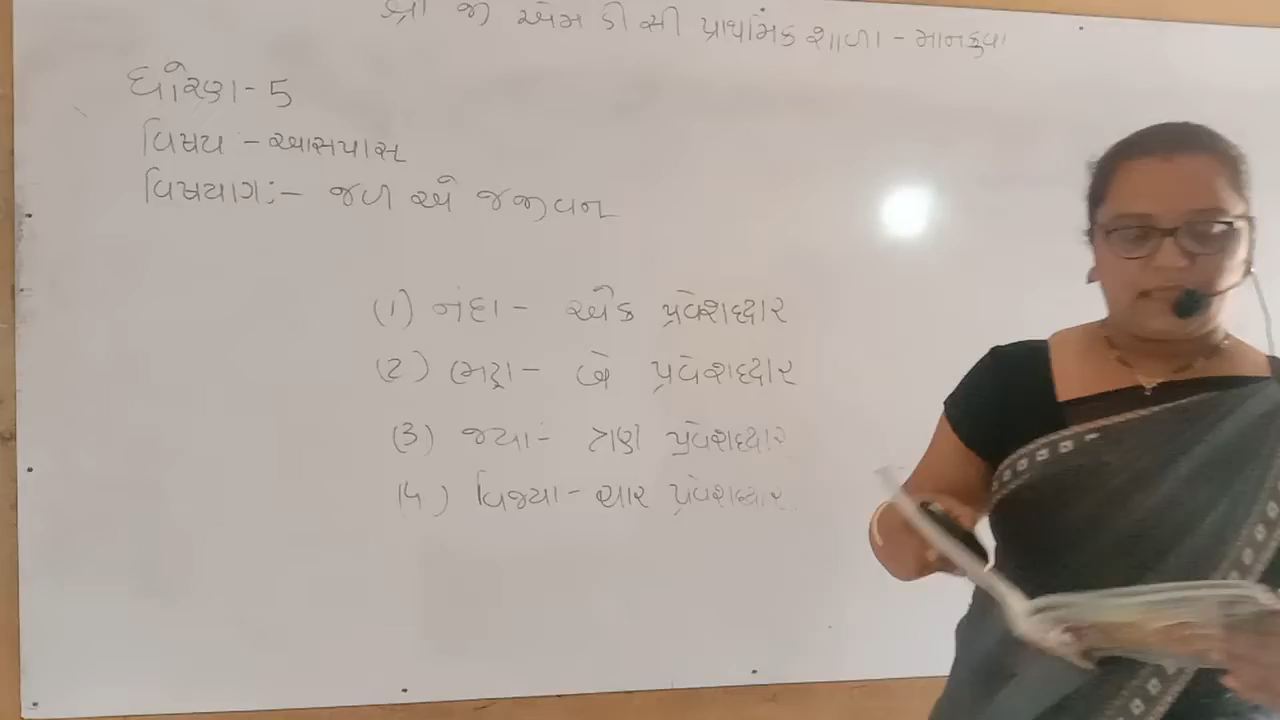 શ્રી જી એમ ડી સી પ્રાથમિક શાળા - માનકુવા
ધોરણ - 5
વિષય - આસપાસ
વિષયાગ :- જળ એ જ જીવન
(1) નંદા - એક પ્રવેશદ્વાર
(2) ભદ્રા - બે પ્રવેશદ્વાર
(3) જયા - ત્રણ પ્રવેશદ્વાર
(4) વિજયા - ચાર પ્રવેશદ્વાર